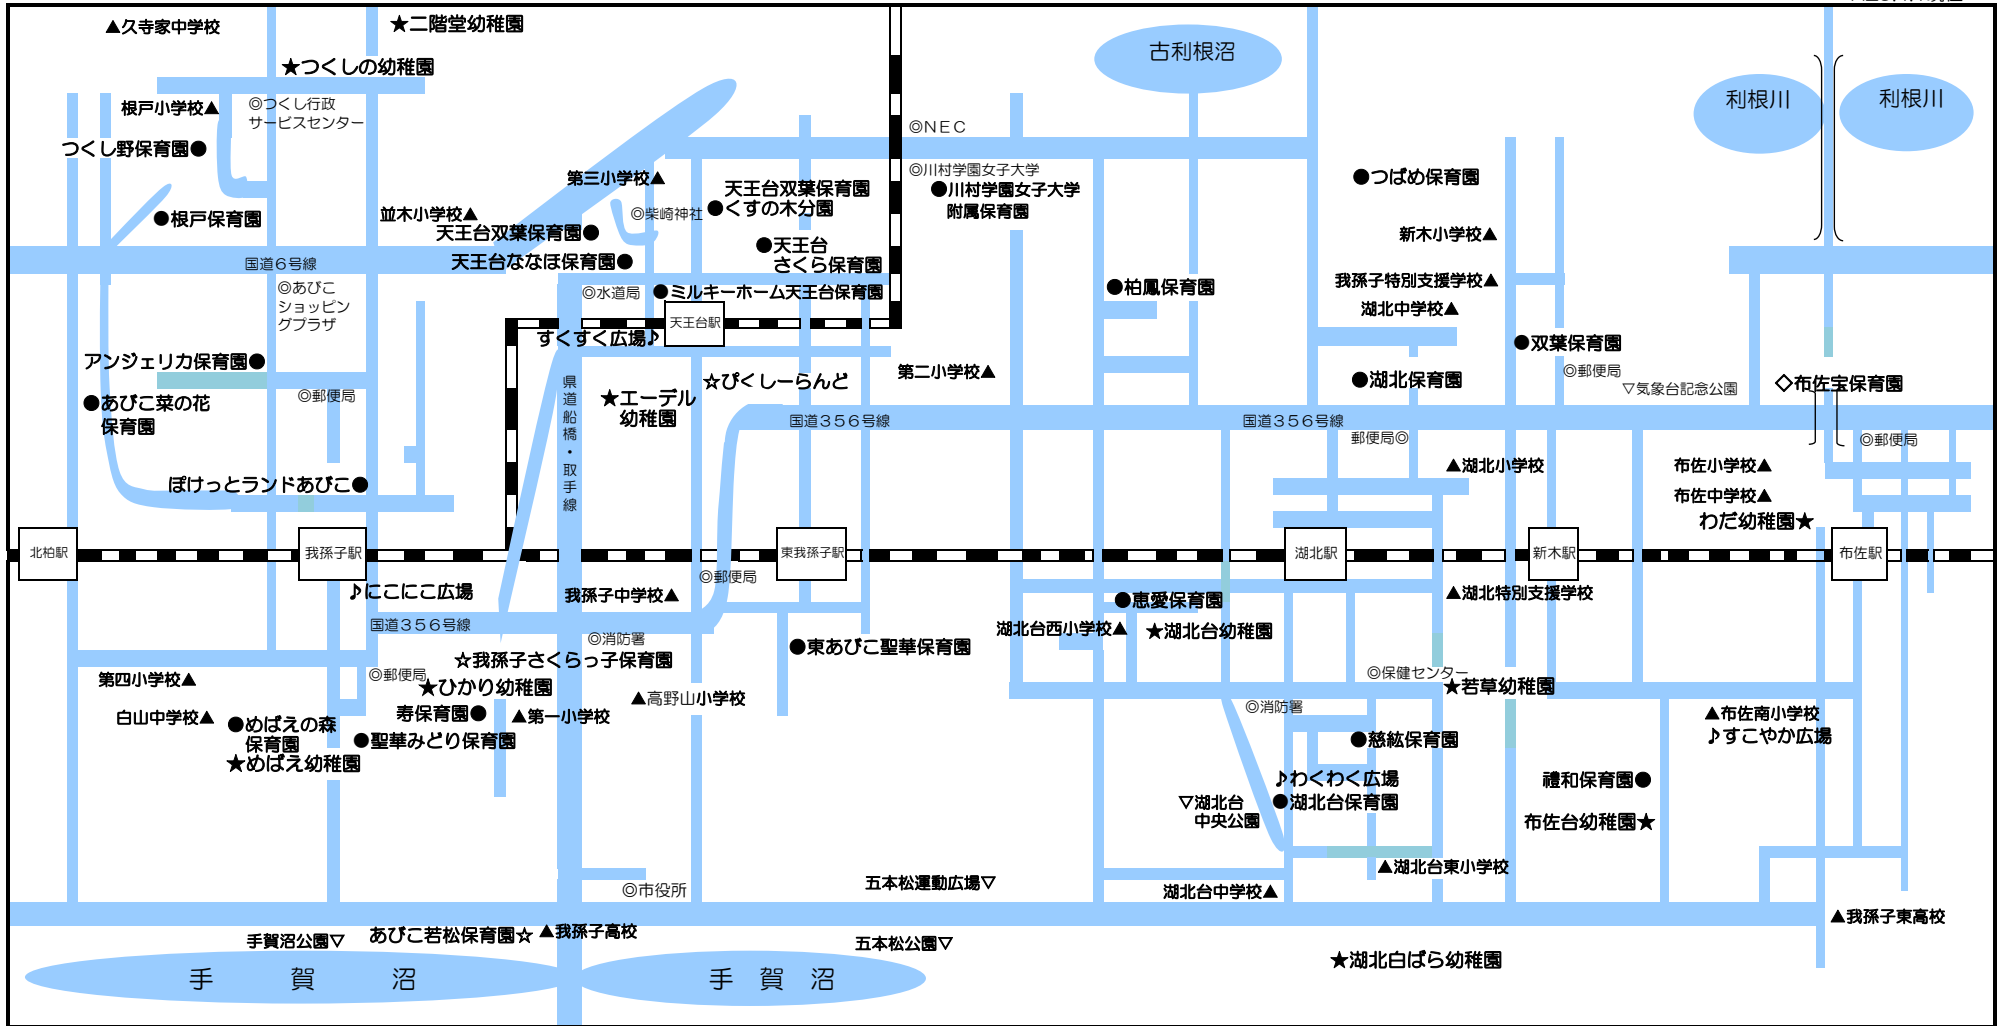 ▲久寺家中学校
★二階堂幼稚園
★つくしの幼稚園
古利根沼
利根川
利根川
根戸小学校▲
◎つくし行政
サービスセンター
つくし野保育園●
◎NEC
◎川村学園女子大学
●川村学園女子大学
附属保育園
第三小学校▲
天王台双葉保育園
●くすの木分園
◎柴崎神社
●つばめ保育園
●根戸保育園
並木小学校▲
天王台双葉保育園●
●天王台
さくら保育園
新木小学校▲
国道6号線
天王台ななほ保育園●
◎あびこ
ショッピン
グプラザ
◎水道局
●ミルキーホーム天王台保育園
●柏鳳保育園
我孫子特別支援学校▲
湖北中学校▲
天王台駅
すくすく広場♪
●双葉保育園
アンジェリカ保育園●
◎郵便局
●あびこ菜の花
保育園
県道船橋・取手線
★エーデル
幼稚園
☆ぴくしーらんど
第二小学校▲
●湖北保育園
◎郵便局
▽気象台記念公園
◇布佐宝保育園
国道356号線
国道356号線
郵便局◎
◎郵便局
▲湖北小学校
布佐小学校▲
布佐中学校▲
わだ幼稚園★
ぽけっとランドあびこ●
北柏駅
我孫子駅
東我孫子駅
湖北駅
新木駅
布佐駅
♪にこにこ広場
我孫子中学校▲
◎郵便局
●恵愛保育園
▲湖北特別支援学校
国道356号線
◎消防署
湖北台西小学校▲
★湖北台幼稚園
☆我孫子さくらっ子保育園
●東あびこ聖華保育園
第四小学校▲
◎郵便局
★ひかり幼稚園
▲高野山小学校
◎保健センター
★若草幼稚園
白山中学校▲
●めばえの森
保育園
★めばえ幼稚園
寿保育園●
▲第一小学校
●聖華みどり保育園
◎消防署
●慈紘保育園
▲布佐南小学校
♪すこやか広場
♪わくわく広場
●湖北台保育園
▽湖北台
中央公園
禮和保育園●
布佐台幼稚園★
▲湖北台東小学校
◎市役所
五本松運動広場▽
湖北台中学校▲
▲我孫子東高校
手賀沼公園▽
あびこ若松保育園☆
▲我孫子高校
五本松公園▽
★湖北白ばら幼稚園
手賀沼
手賀沼